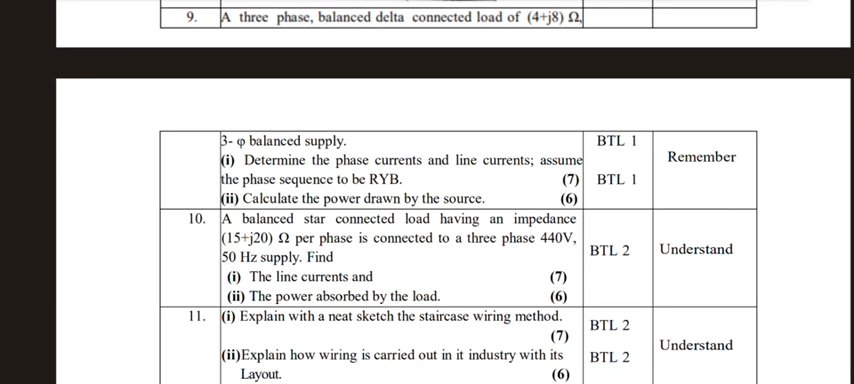 9. A three phase, balanced delta connected load of (4+j8) Ω,
3- φ balanced supply. BTL 1
(i) Determine the phase currents and line currents; assume Remember
the phase sequence to be RYB. (7) BTL 1
(ii) Calculate the power drawn by the source. (6)
10. A balanced star connected load having an impedance
(15+j20) Ω per phase is connected to a three phase 440V,
50 Hz supply. Find BTL 2 Understand
(i) The line currents and (7)
(ii) The power absorbed by the load. (6)
11. (i) Explain with a neat sketch the staircase wiring method. BTL 2
(7)
(ii)Explain how wiring is carried out in it industry with its BTL 2 Understand
Layout. (6)